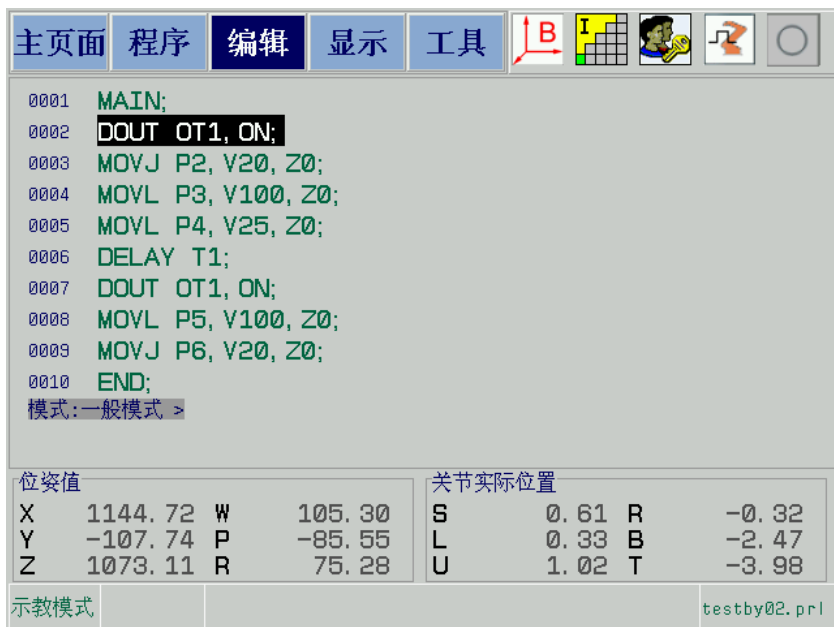 主页面 程序 编辑 显示 工具 B I
0001 MAIN;
0002 DOUT OT1, ON;
0003 MOVJ P2, V20, Z0;
0004 MOVL P3, V100, Z0;
0005 MOVL P4, V25, Z0;
0006 DELAY T1;
0007 DOUT OT1, ON;
0008 MOVL P5, V100, Z0;
0009 MOVJ P6, V20, Z0;
0010 END;
模式:一般模式 >
位姿值 关节实际位置
X 1144.72 W 105.30 S 0.61 R -0.32
Y -107.74 P -85.55 L 0.33 B -2.47
Z 1073.11 R 75.28 U 1.02 T -3.98
示教模式 testby02.prl